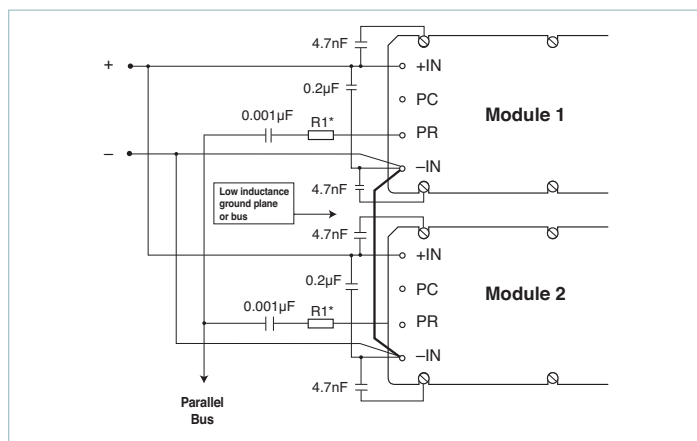 4.7nF
+
+IN
0.2µF
PC
Module 1
0.001µF
R1*
PR
–
–IN
4.7nF
Low inductance
ground plane
or bus
4.7nF
+IN
0.2µF
PC
Module 2
0.001µF
R1*
PR
–IN
4.7nF
Parallel
Bus